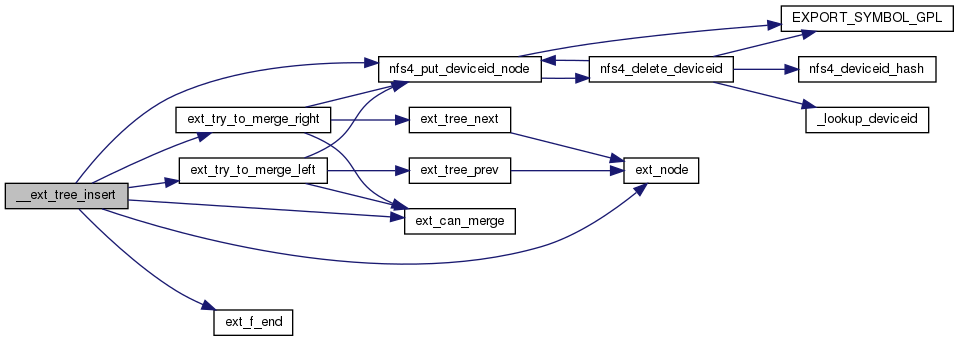 EXPORT_SYMBOL_GPL
nfs4_put_deviceid_node
nfs4_delete_deviceid
nfs4_deviceid_hash
ext_try_to_merge_right
ext_tree_next
_lookup_deviceid
ext_try_to_merge_left
ext_tree_prev
ext_node
__ext_tree_insert
ext_can_merge
ext_f_end